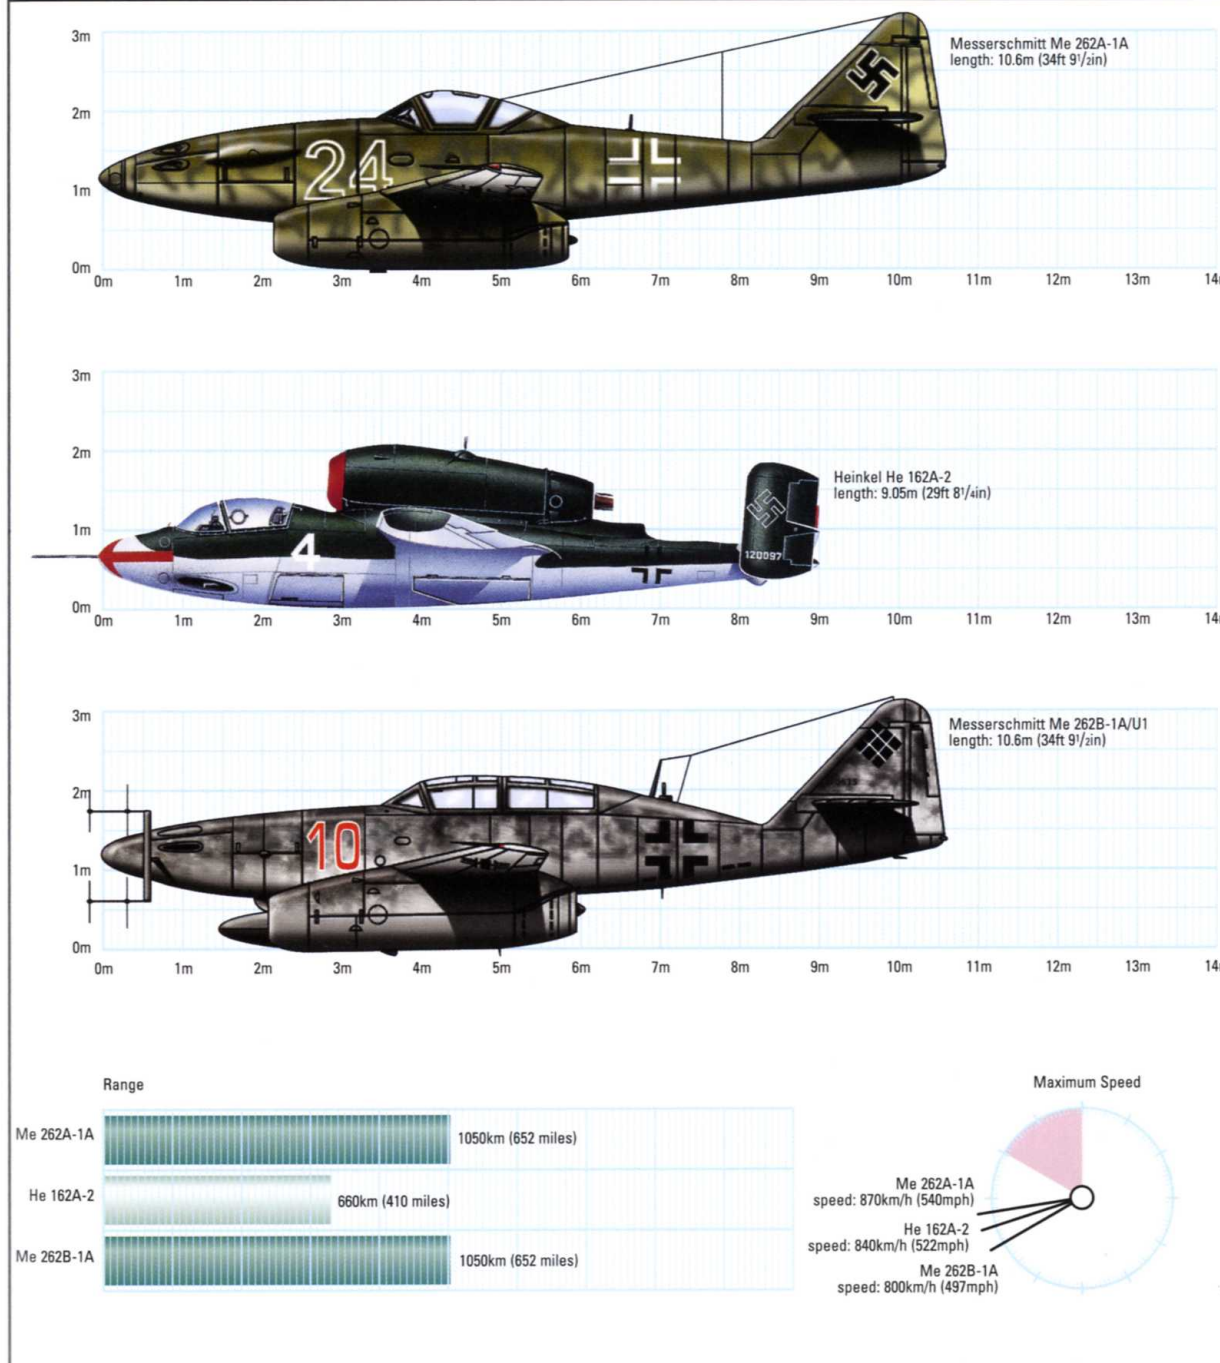 3m
2m
1m
0m
0m 1m 2m 3m 4m 5m 6m 7m 8m 9m 10m 11m 12m 13m 14m
24
Messerschmitt Me 262A-1A
length: 10.6m (34ft 9½in)
3m
2m
1m
0m
0m 1m 2m 3m 4m 5m 6m 7m 8m 9m 10m 11m 12m 13m 14m
4
120097
Heinkel He 162A-2
length: 9.05m (29ft 8¼in)
3m
2m
1m
0m
0m 1m 2m 3m 4m 5m 6m 7m 8m 9m 10m 11m 12m 13m 14m
10
Messerschmitt Me 262B-1A/U1
length: 10.6m (34ft 9½in)
Range
Me 262A-1A
1050km (652 miles)
He 162A-2
660km (410 miles)
Me 262B-1A
1050km (652 miles)
Maximum Speed
Me 262A-1A
speed: 870km/h (540mph)
He 162A-2
speed: 840km/h (522mph)
Me 262B-1A
speed: 800km/h (497mph)